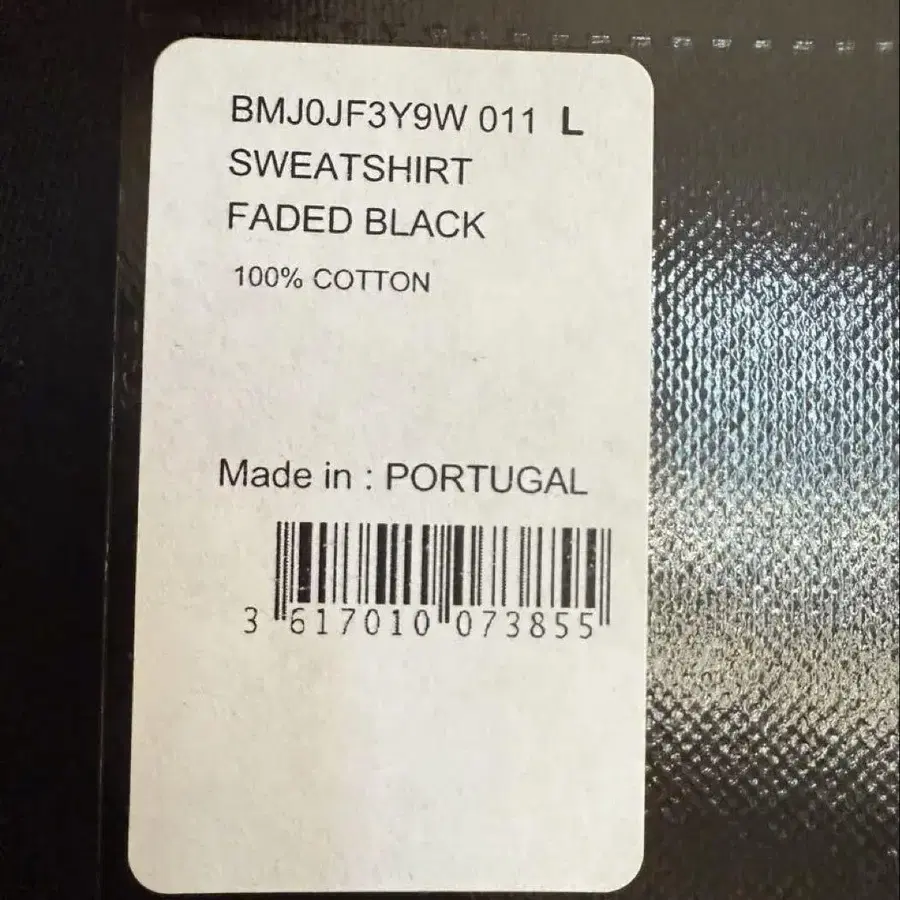 BMJ0JF3Y9W 011 L
SWEATSHIRT
FADED BLACK
100% COTTON
Made in : PORTUGAL
3 617010 073855